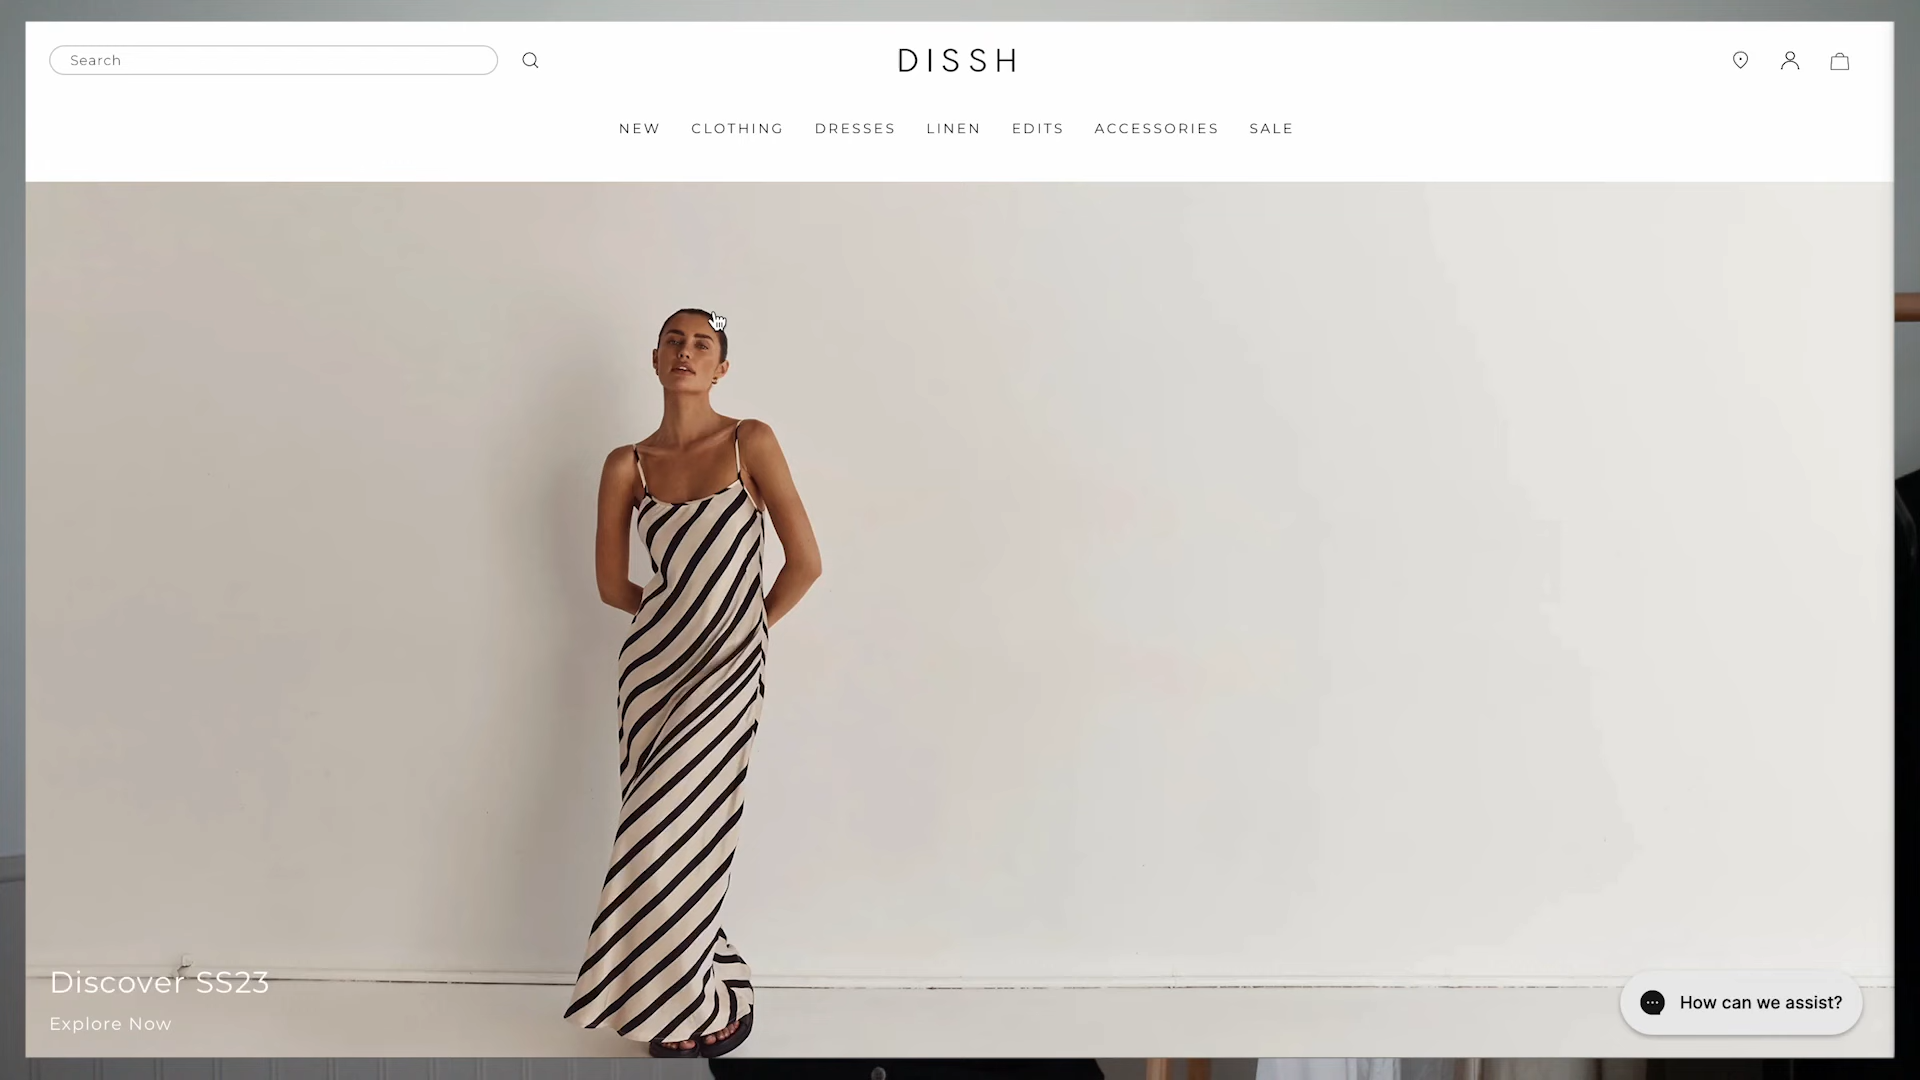 Search
DISSH
NEW CLOTHING DRESSES LINEN EDITS ACCESSORIES SALE
Discover SS23
Explore Now
How can we assist?